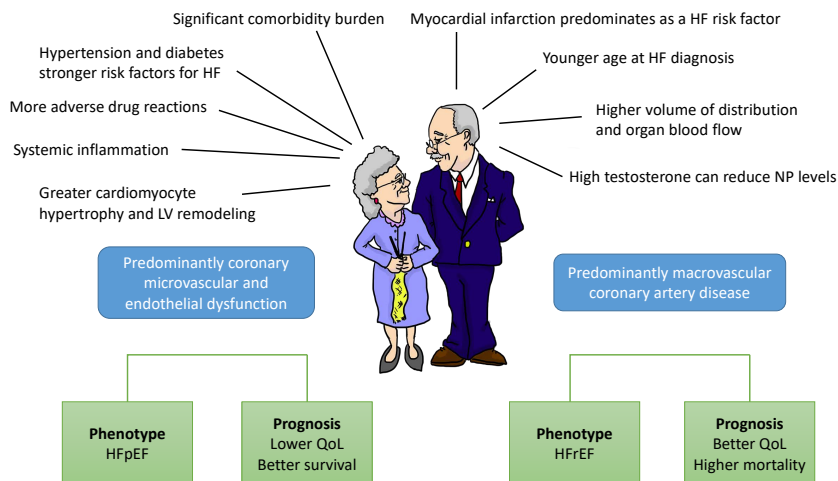 Significant comorbidity burden
Hypertension and diabetes
stronger risk factors for HF
More adverse drug reactions
Systemic inflammation
Greater cardiomyocyte
hypertrophy and LV remodeling
Myocardial infarction predominates as a HF risk factor
Younger age at HF diagnosis
Higher volume of distribution
and organ blood flow
High testosterone can reduce NP levels
Predominantly coronary
microvascular and
endothelial dysfunction
Predominantly macrovascular
coronary artery disease
Phenotype
HFpEF
Prognosis
Lower QoL
Better survival
Phenotype
HFrEF
Prognosis
Better QoL
Higher mortality